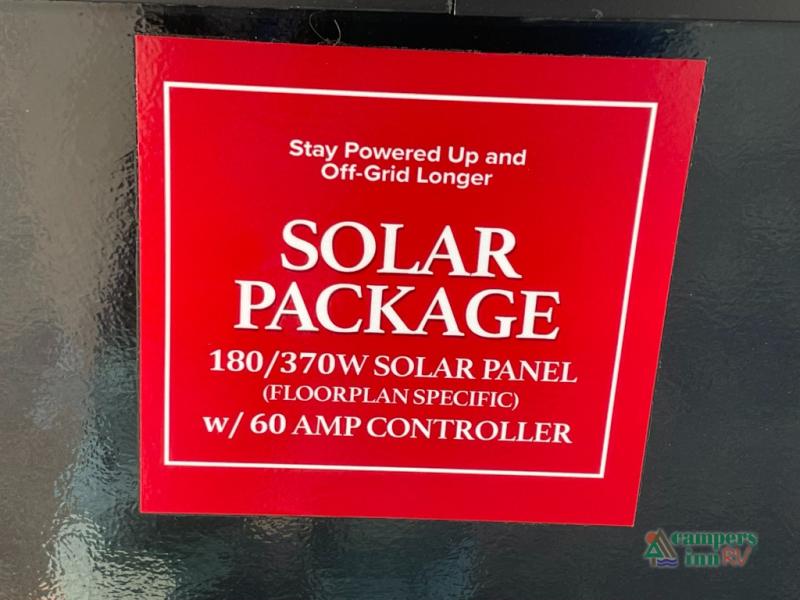 Stay Powered Up and
Off-Grid Longer
SOLAR
PACKAGE
180/370W SOLAR PANEL
(FLOORPLAN SPECIFIC)
w/ 60 AMP CONTROLLER
campers
inn RV